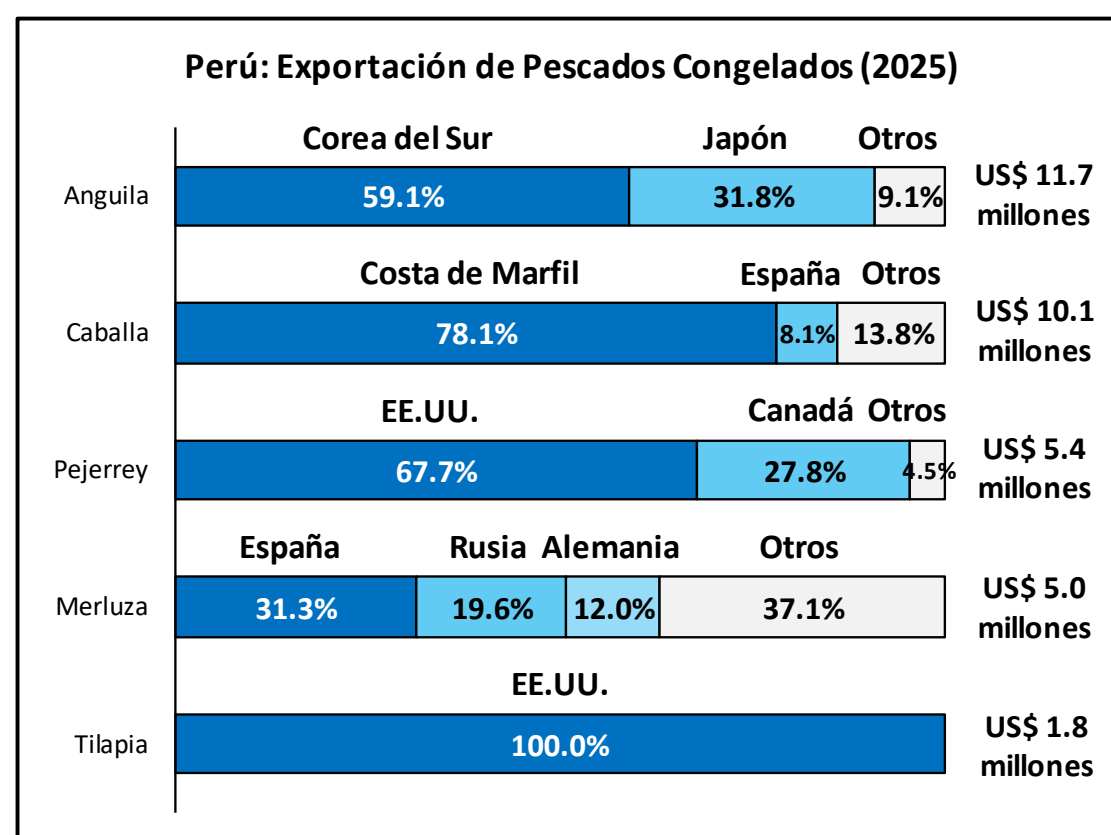 Perú: Exportación de Pescados Congelados (2025)
Corea del Sur Japón Otros
Anguila 59.1% 31.8% 9.1% US$ 11.7
millones
Costa de Marfil España Otros
Caballa 78.1% 8.1% 13.8% US$ 10.1
millones
EE.UU. Canadá Otros
Pejerrey 67.7% 27.8% 4.5% US$ 5.4
millones
España Rusia Alemania Otros
Merluza 31.3% 19.6% 12.0% 37.1% US$ 5.0
millones
EE.UU.
Tilapia 100.0% US$ 1.8
millones